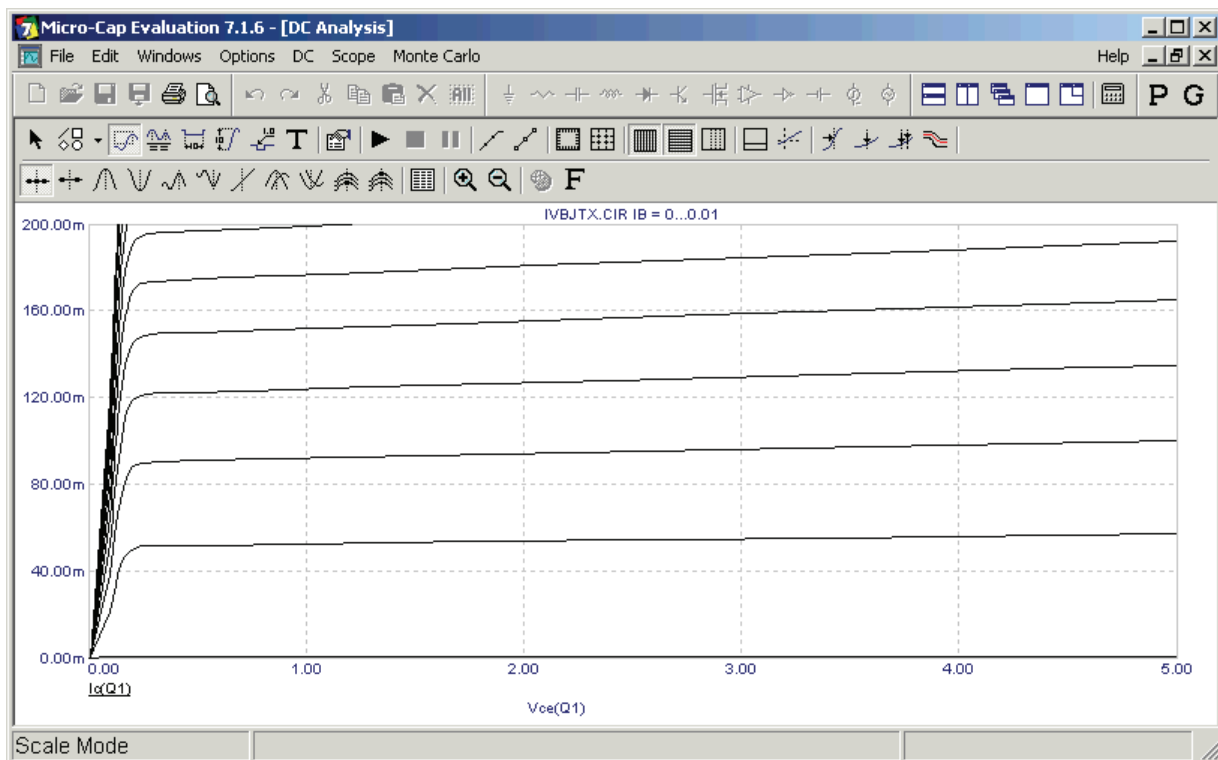 Micro-Cap Evaluation 7.1.6 - [DC Analysis]
File Edit Windows Options DC Scope Monte Carlo Help
P G
T
F
IVBJTX.CIR IB = 0...0.01
200.00m
160.00m
120.00m
80.00m
40.00m
0.00m
0.00 1.00 2.00 3.00 4.00 5.00
Ic(Q1)
Vce(Q1)
Scale Mode